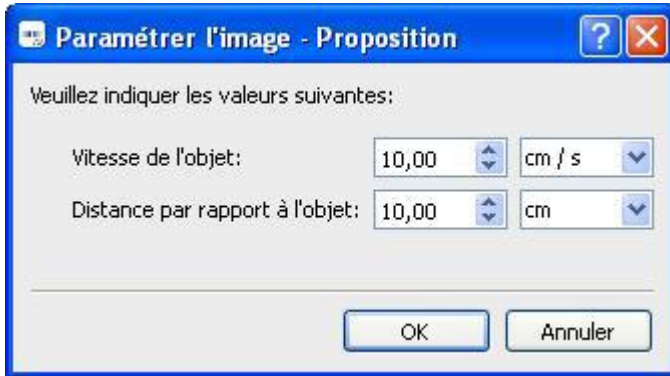 Paramétrer l'image - Proposition
Veuillez indiquer les valeurs suivantes:
Vitesse de l'objet: 10,00 cm / s
Distance par rapport à l'objet: 10,00 cm
OK Annuler